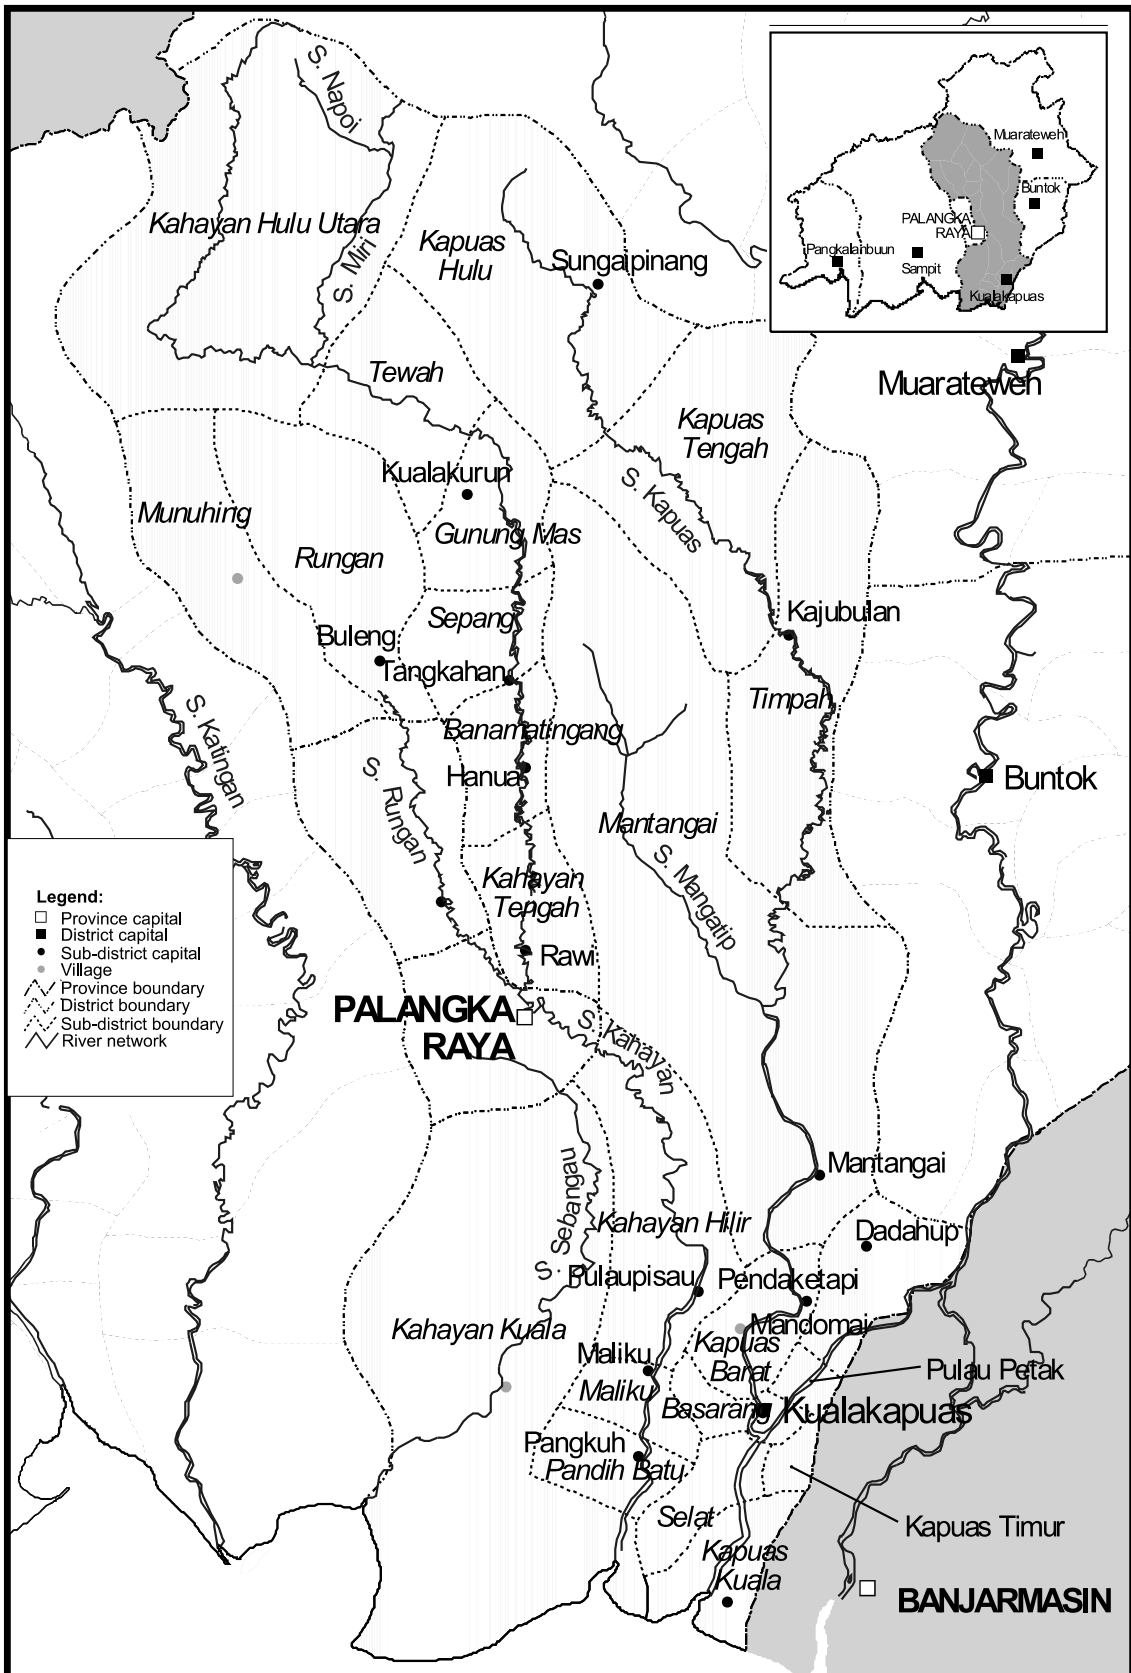 S. Napoi
Kahayan Hulu Utara
S. Miri
Kapuas
Hulu
Sungaipinang
Muarateweh
Buntok
PALANGKA
RAYA
Pangkalanbuun
Sampit
Kualakapuas
Tewah
Muarateweh
Kapuas
Tengah
Kualakurun
S. Kapuas
Munuhing
Gunung Mas
Rungan
Sepang
Kajubulan
Buleng
Tangkahan
Timpah
S. Katingan
Banamatingang
Hanua
Buntok
S. Rungan
Mantangai
S. Mangatip
Kahayan
Tengah
Legend:
Province capital
District capital
Sub-district capital
Village
Province boundary
District boundary
Sub-district boundary
River network
Rawi
PALANGKA
RAYA
S. Kahayan
Mantangai
S. Sebangan
Kahayan Hilir
Dadahup
Pulaupisau
Pendaketapi
Kahayan Kuala
Mandomai
Kapuas
Barat
Maliku
Maliku
Pulau Petak
Basarang
Kualakapuas
Pangkuh
Pandih Batu
Selat
Kapuas Timur
Kapuas
Kuala
BANJARMASIN